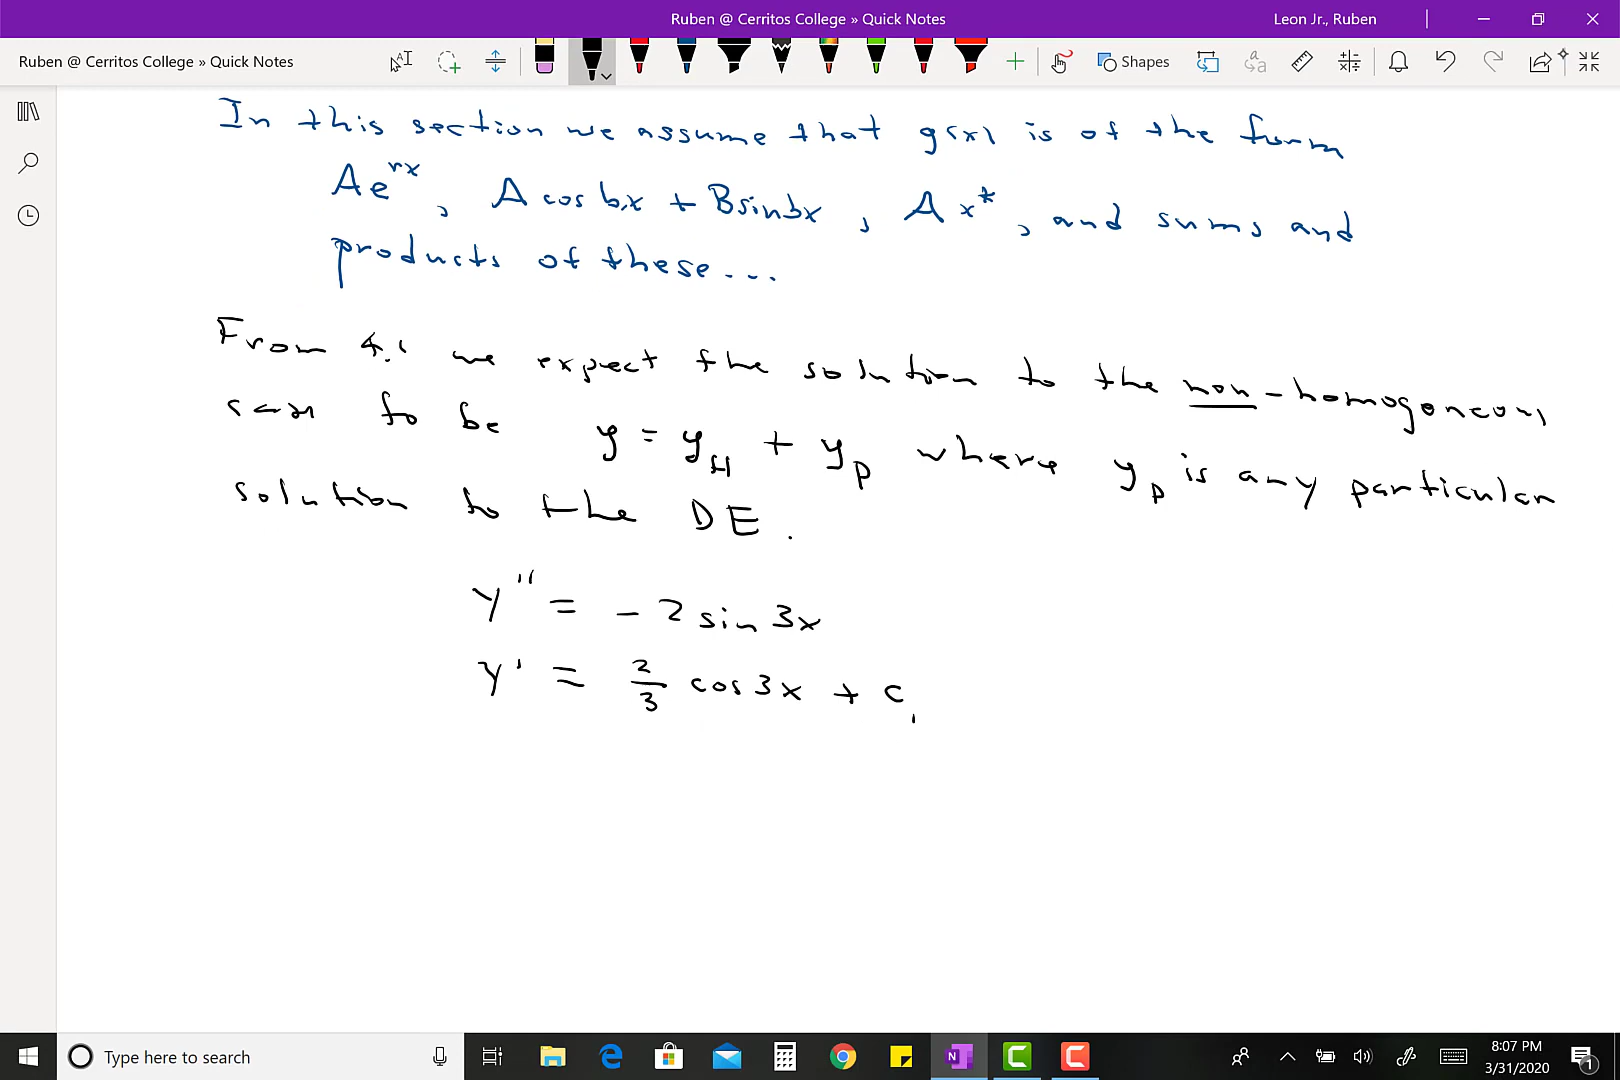 Ruben @ Cerritos College » Quick Notes
Leon Jr., Ruben
Ruben @ Cerritos College » Quick Notes
Shapes
In this section we assume that g(x) is of the form
Ae^rx, A cos bx + B sin bx, A x^k, and sums and
products of these...
From 4.1 we expect the solution to the non-homogeneous
case to be y = y_H + y_p where y_p is any particular
solution to the DE.
y'' = -2 sin 3x
y' = 2/3 cos 3x + c_1
Type here to search
8:07 PM
3/31/2020
1